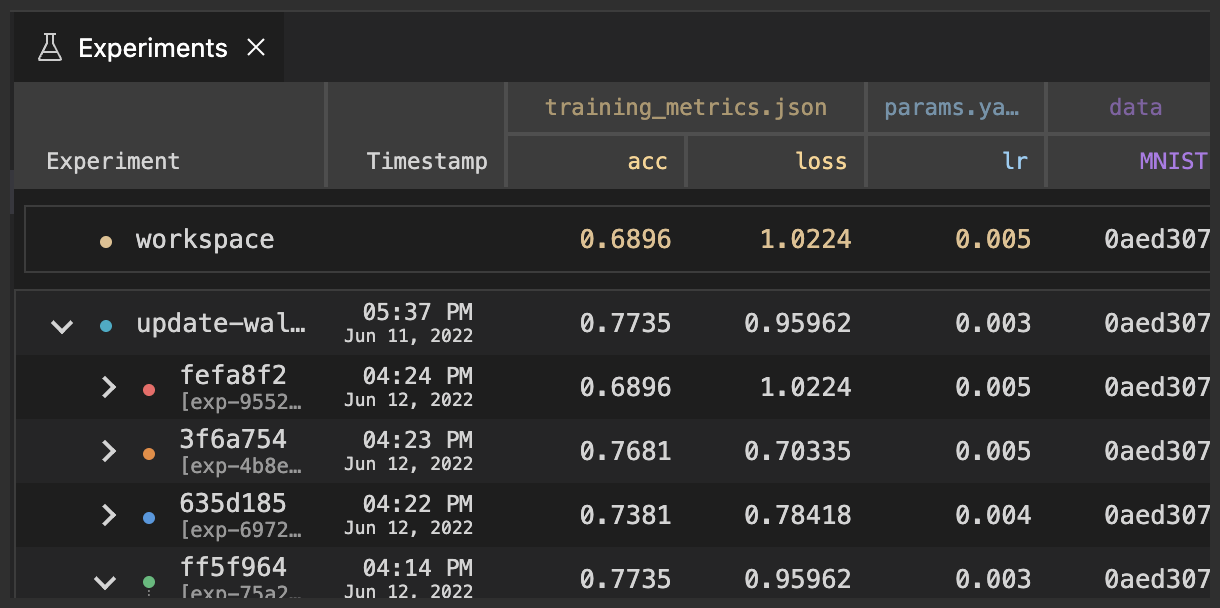 Experiments
training_metrics.json params.ya… data
Experiment Timestamp acc loss lr MNIST
workspace 0.6896 1.0224 0.005 0aed307
update-wal… 05:37 PM Jun 11, 2022 0.7735 0.95962 0.003 0aed307
fefa8f2 04:24 PM 0.6896 1.0224 0.005 0aed307
[exp-9552… Jun 12, 2022
3f6a754 04:23 PM 0.7681 0.70335 0.005 0aed307
[exp-4b8e… Jun 12, 2022
635d185 04:22 PM 0.7381 0.78418 0.004 0aed307
[exp-6972… Jun 12, 2022
ff5f964 04:14 PM 0.7735 0.95962 0.003 0aed307
[exp-75a2… Jun 12, 2022